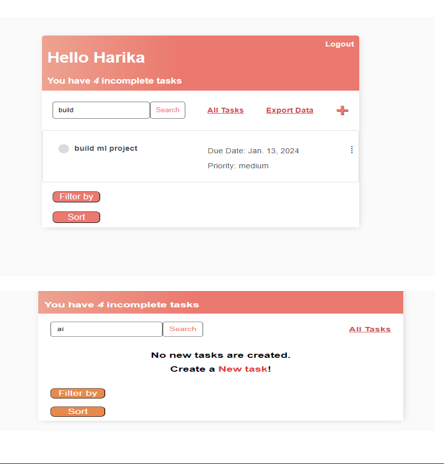 Logout
Hello Harika
You have 4 incomplete tasks
build Search All Tasks Export Data
build ml project
Due Date: Jan. 13, 2024
Priority: medium
Filter by
Sort
You have 4 incomplete tasks
ai Search All Tasks
No new tasks are created.
Create a New task!
Filter by
Sort